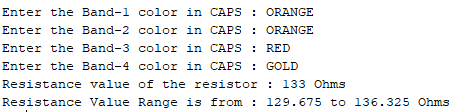 Enter the Band-1 color in CAPS : ORANGE
Enter the Band-2 color in CAPS : ORANGE
Enter the Band-3 color in CAPS : RED
Enter the Band-4 color in CAPS : GOLD
Resistance value of the resistor : 133 Ohms
Resistance Value Range is from : 129.675 to 136.325 Ohms